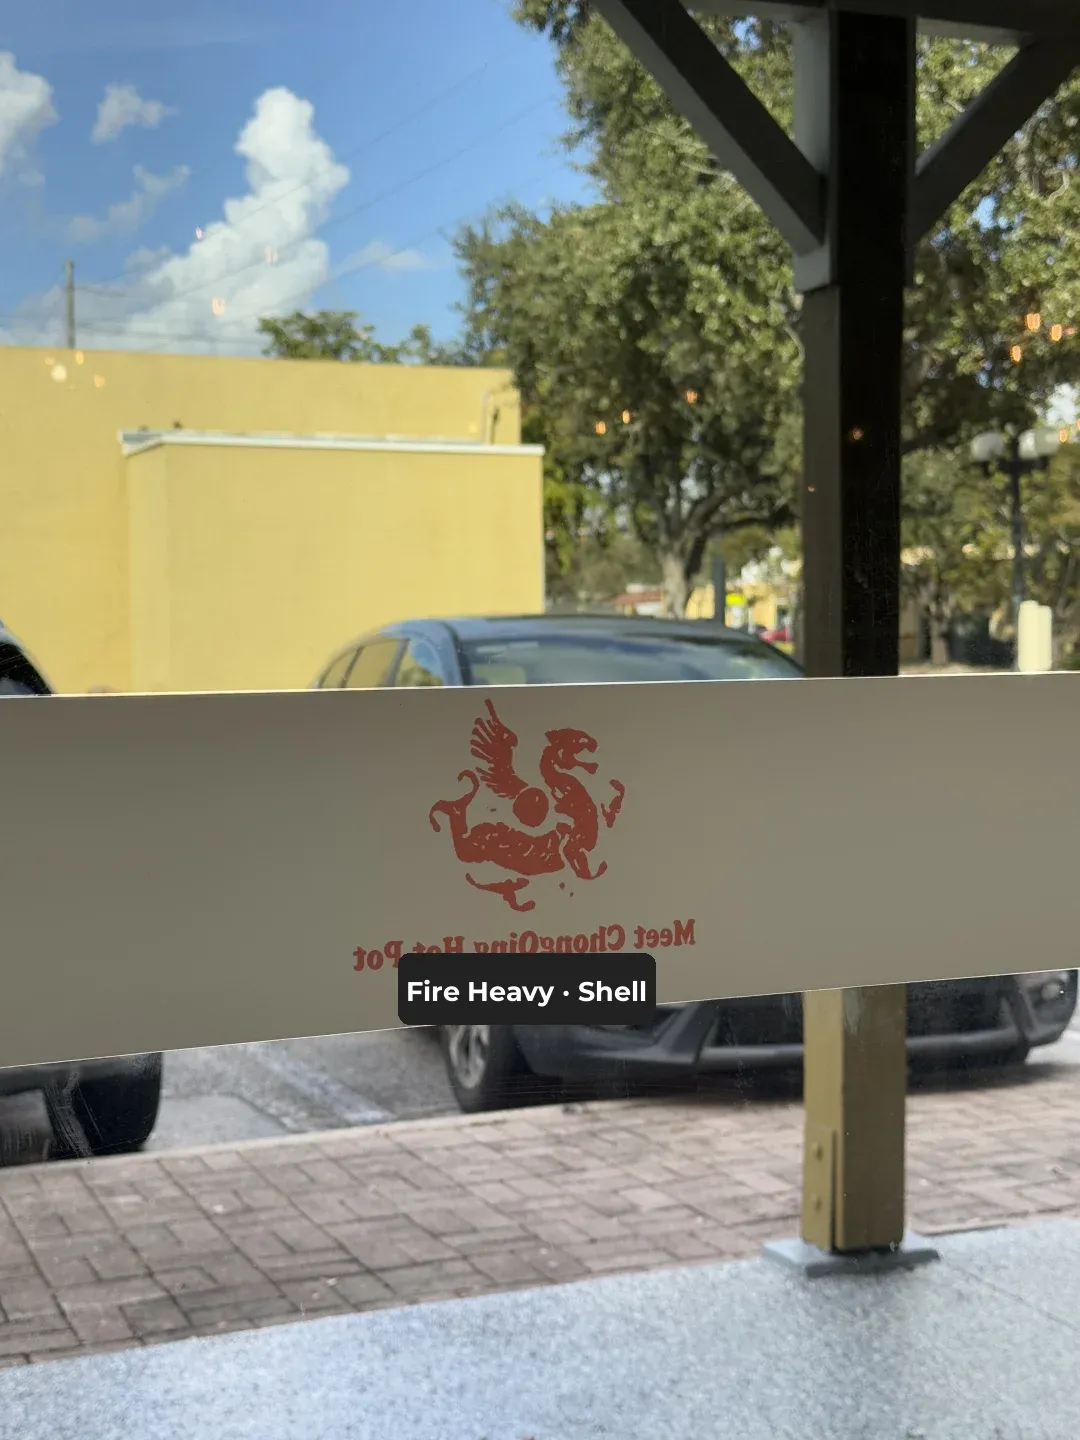 Meet ChongQing Hot Pot
Fire Heavy · Shell